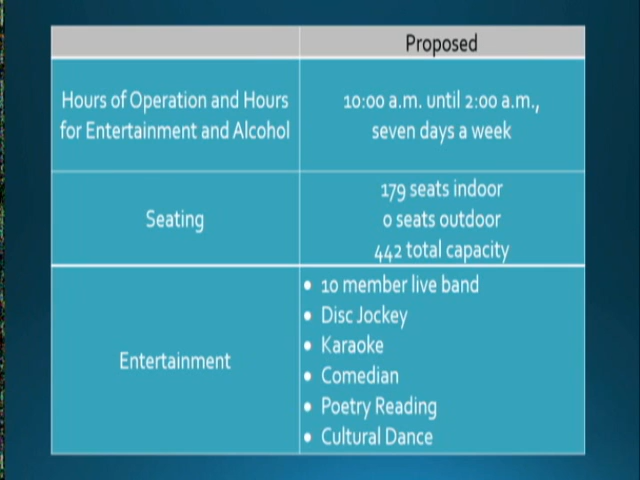 Proposed
Hours of Operation and Hours
for Entertainment and Alcohol
10:00 a.m. until 2:00 a.m.,
seven days a week
Seating
179 seats indoor
0 seats outdoor
442 total capacity
Entertainment
• 10 member live band
• Disc Jockey
• Karaoke
• Comedian
• Poetry Reading
• Cultural Dance